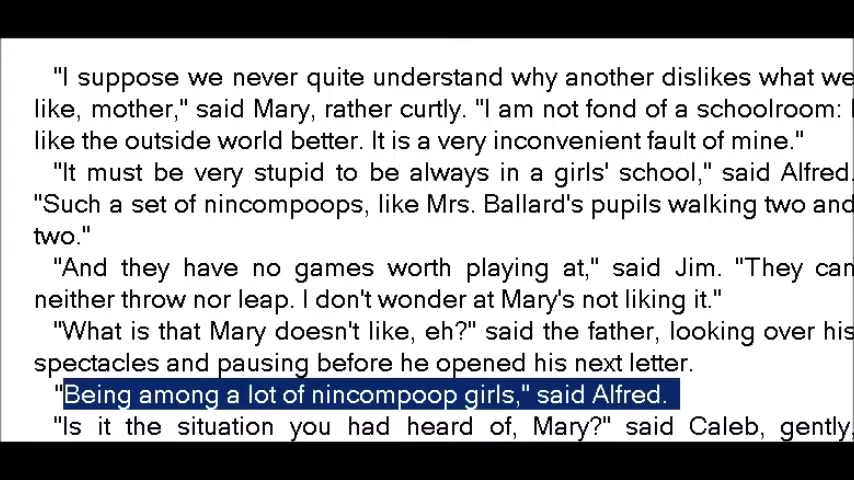 "I suppose we never quite understand why another dislikes what we
like, mother," said Mary, rather curtly. "I am not fond of a schoolroom: I
like the outside world better. It is a very inconvenient fault of mine."
"It must be very stupid to be always in a girls' school," said Alfred.
"Such a set of nincompoops, like Mrs. Ballard's pupils walking two and
two."
"And they have no games worth playing at," said Jim. "They can
neither throw nor leap. I don't wonder at Mary's not liking it."
"What is that Mary doesn't like, eh?" said the father, looking over his
spectacles and pausing before he opened his next letter.
"Being among a lot of nincompoop girls," said Alfred.
"Is it the situation you had heard of, Mary?" said Caleb, gently,